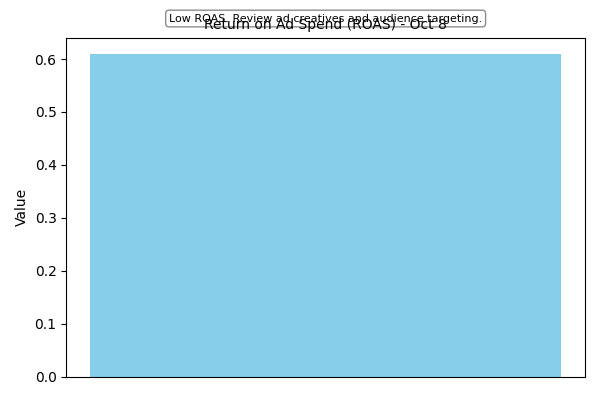 Low ROAS. Review ad creatives and audience targeting.
Return on Ad Spend (ROAS) - Oct 8
Value
0.6
0.5
0.4
0.3
0.2
0.1
0.0